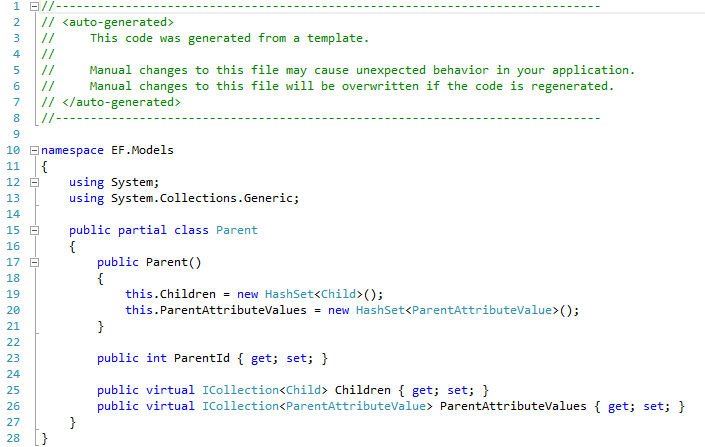 1 //------------------------------------------------------------------------------
2 // <auto-generated>
3 //     This code was generated from a template.
4 //
5 //     Manual changes to this file may cause unexpected behavior in your application.
6 //     Manual changes to this file will be overwritten if the code is regenerated.
7 // </auto-generated>
8 //------------------------------------------------------------------------------
9
10 namespace EF.Models
11 {
12     using System;
13     using System.Collections.Generic;
14
15     public partial class Parent
16     {
17         public Parent()
18         {
19             this.Children = new HashSet<Child>();
20             this.ParentAttributeValues = new HashSet<ParentAttributeValue>();
21         }
22
23         public int ParentId { get; set; }
24
25         public virtual ICollection<Child> Children { get; set; }
26         public virtual ICollection<ParentAttributeValue> ParentAttributeValues { get; set; }
27     }
28 }